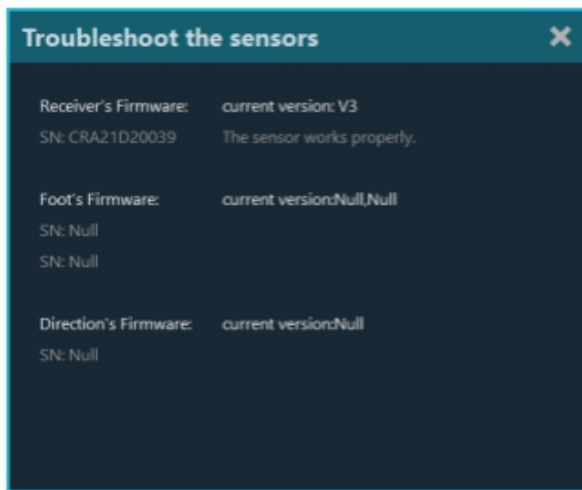 Troubleshoot the sensors
Receiver's Firmware: current version: V3
SN: CRA21D20039 The sensor works properly.
Foot's Firmware: current version:Null,Null
SN: Null
SN: Null
Direction's Firmware: current version:Null
SN: Null